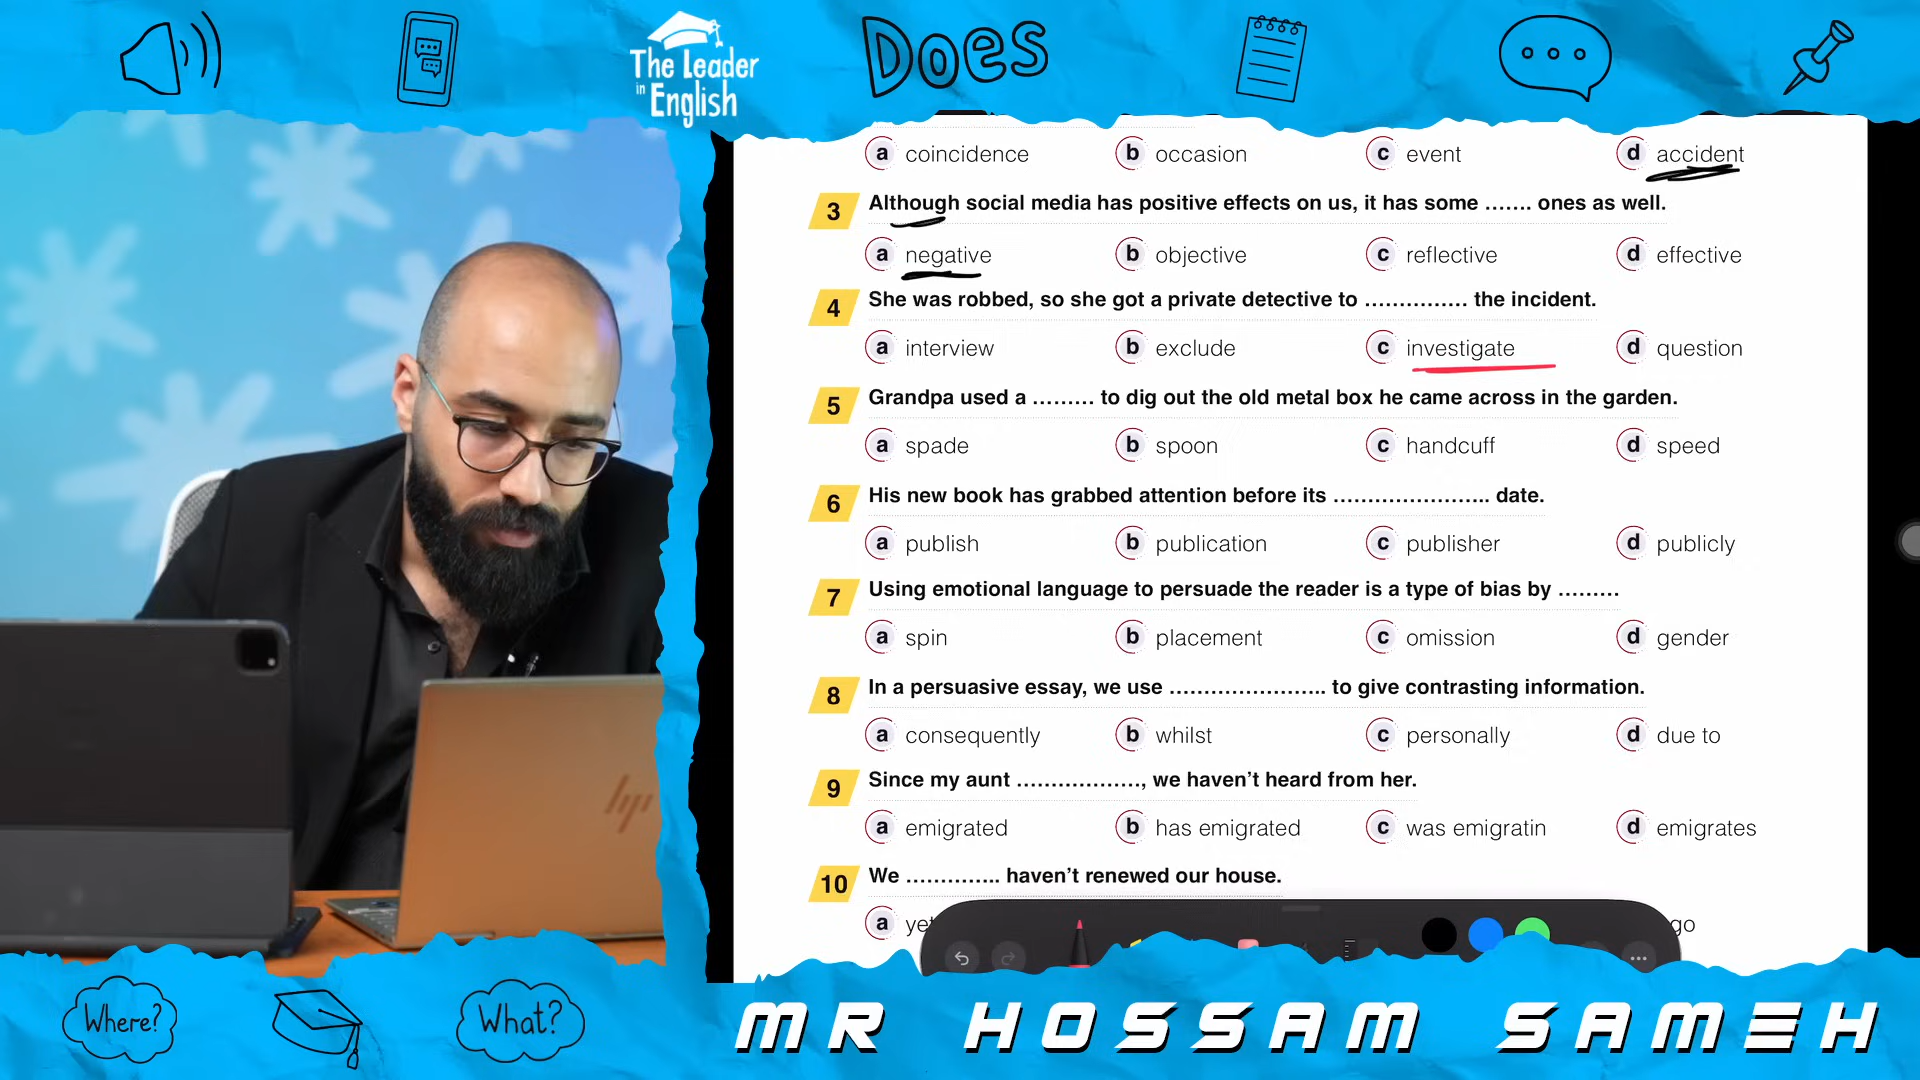 The Leader
in English
Does
a coincidence b occasion c event d accident
3 Although social media has positive effects on us, it has some ....... ones as well.
a negative b objective c reflective d effective
4 She was robbed, so she got a private detective to ............... the incident.
a interview b exclude c investigate d question
5 Grandpa used a ......... to dig out the old metal box he came across in the garden.
a spade b spoon c handcuff d speed
6 His new book has grabbed attention before its ....................... date.
a publish b publication c publisher d publicly
7 Using emotional language to persuade the reader is a type of bias by .........
a spin b placement c omission d gender
8 In a persuasive essay, we use ....................... to give contrasting information.
a consequently b whilst c personally d due to
9 Since my aunt .................., we haven't heard from her.
a emigrated b has emigrated c was emigratin d emigrates
10 We .............. haven't renewed our house.
a
hp
Where?
What?
MR HOSSAM SAMEH